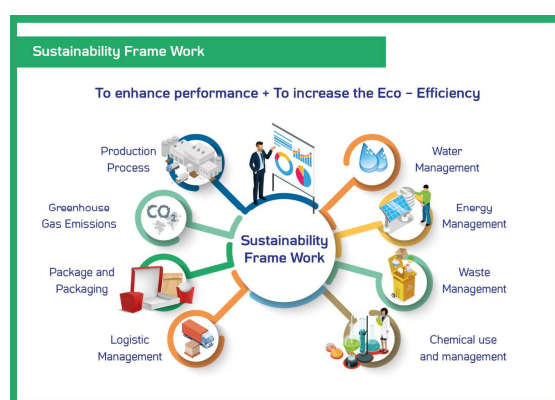 Sustainability Frame Work
To enhance performance + To increase the Eco - Efficiency
Production
Process
Greenhouse
Gas Emissions
CO₂
Package and
Packaging
Logistic
Management
Sustainability
Frame Work
Water
Management
Energy
Management
Waste
Management
Chemical use
and management